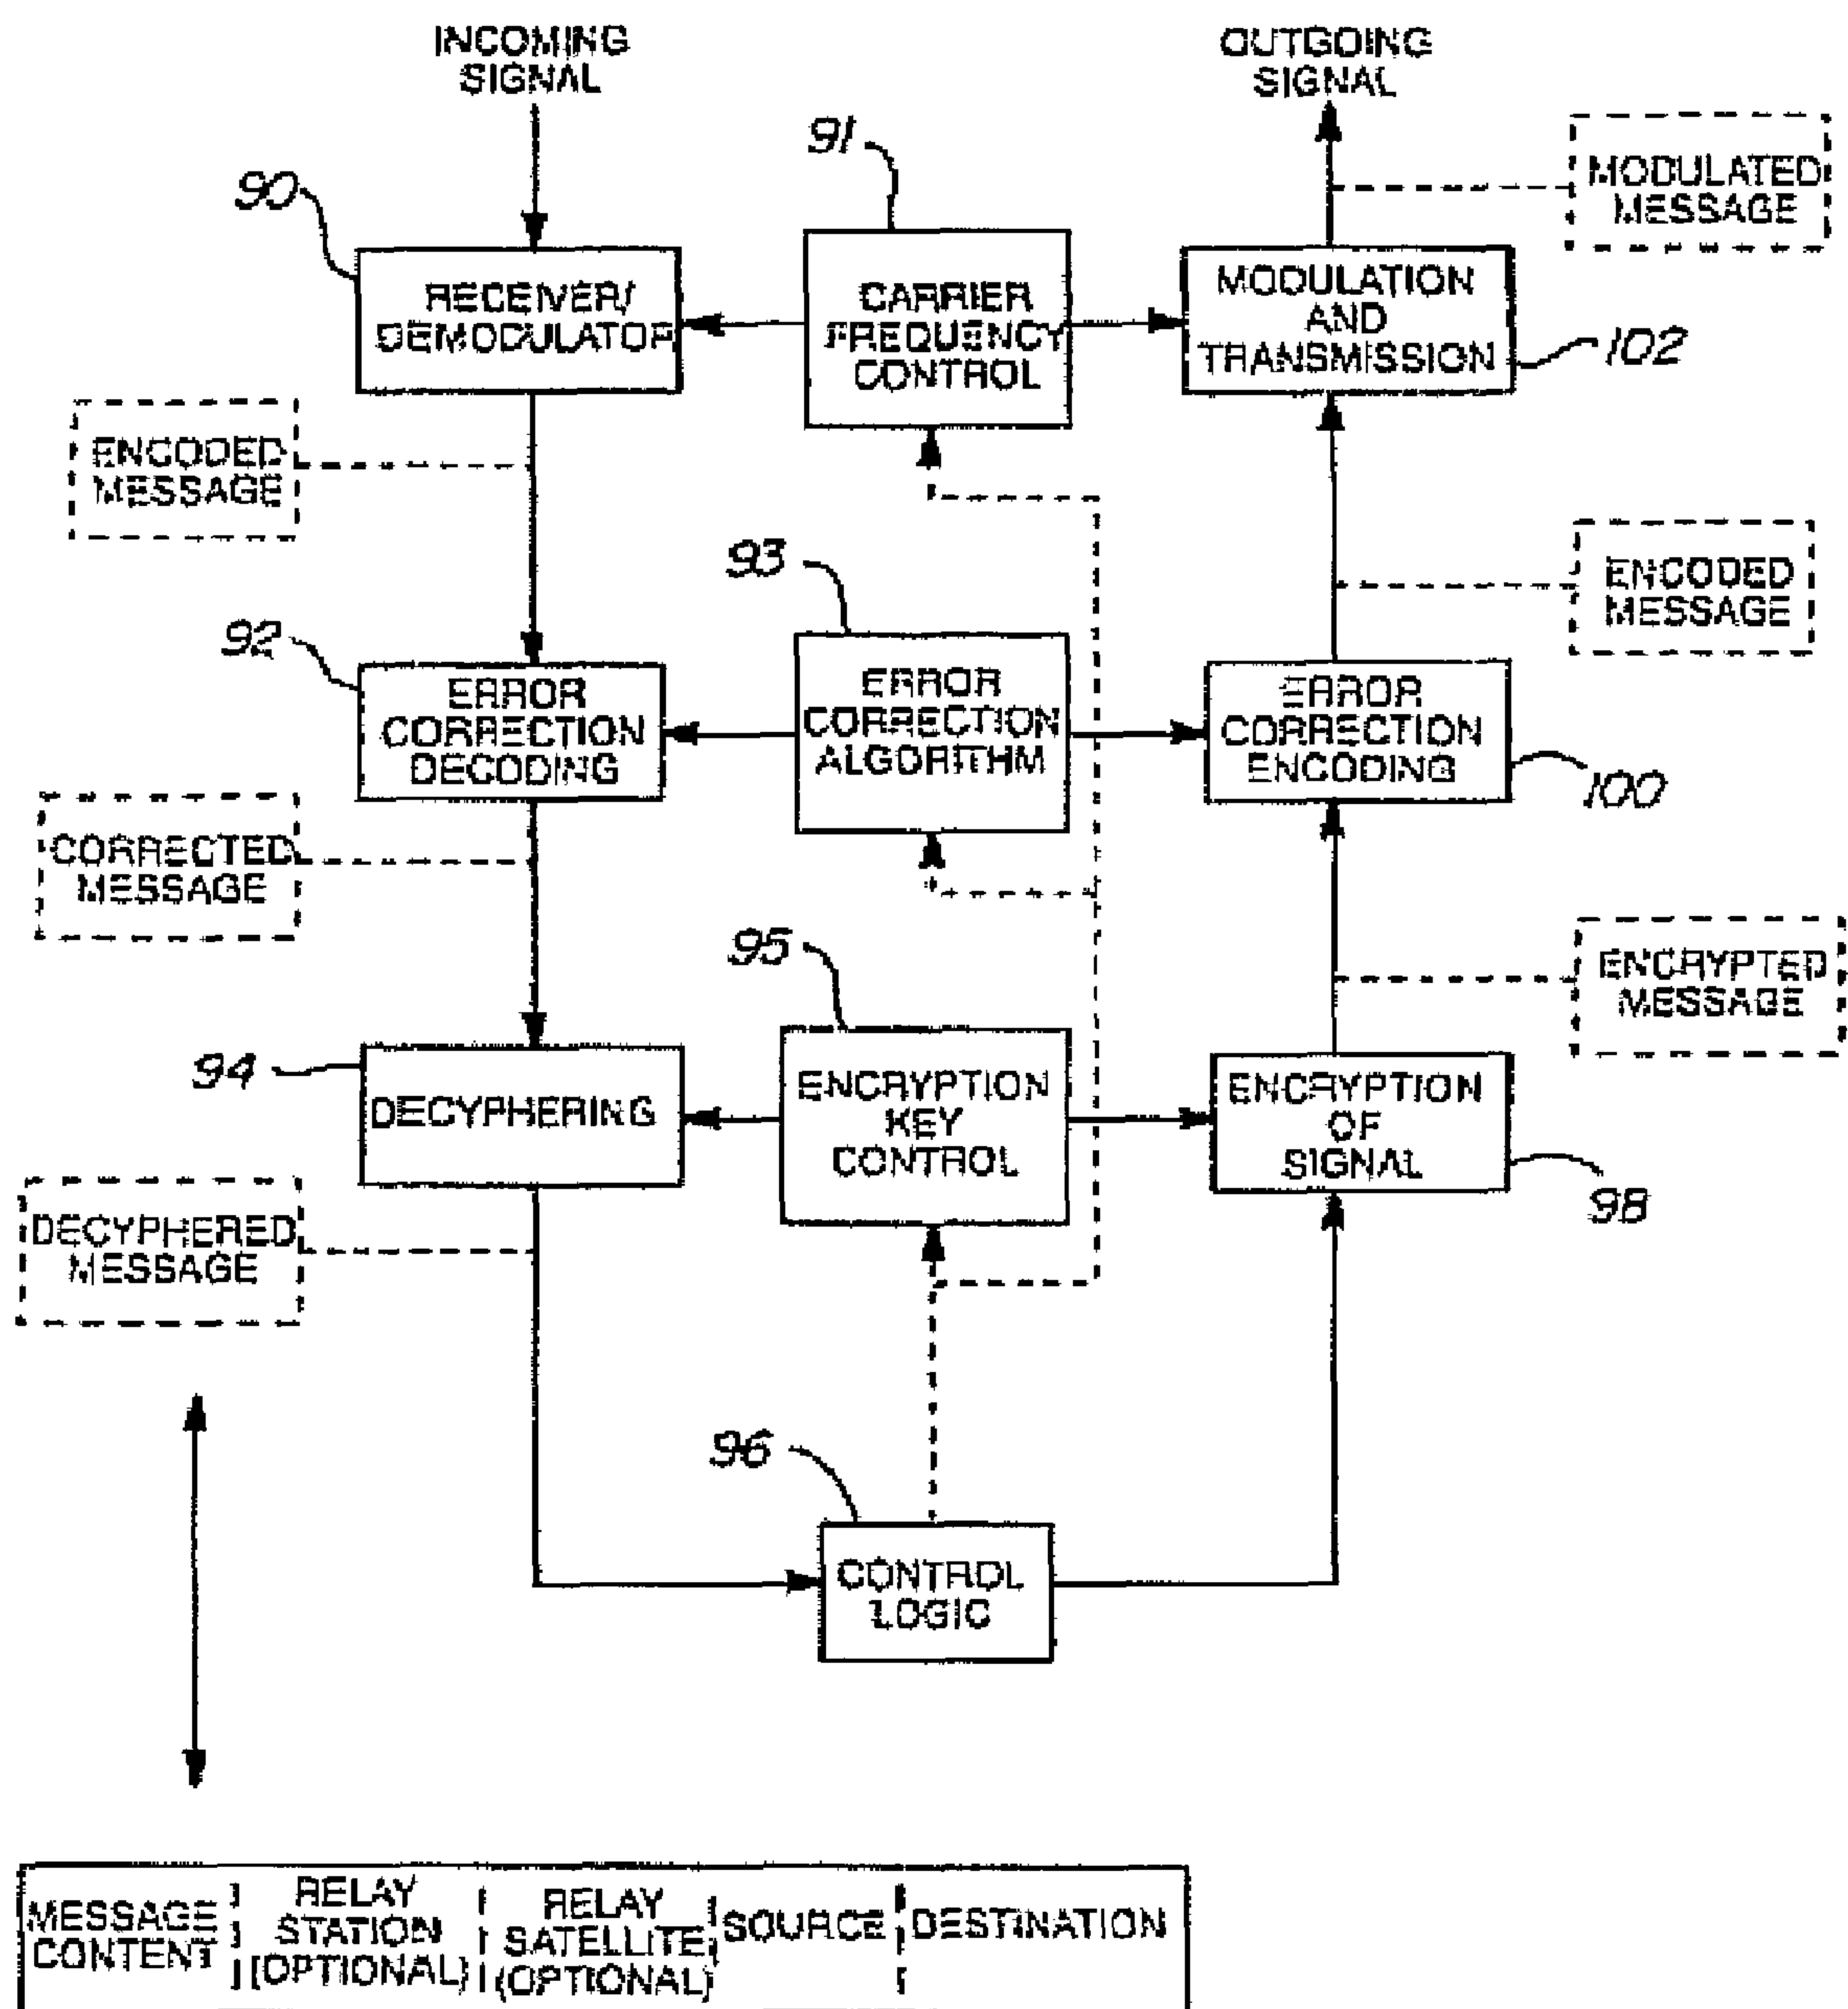 INCOMING
SIGNAL
OUTGOING
SIGNAL
91
MODULATED
MESSAGE
90
RECEIVER/
DEMODULATOR
CARRIER
FREQUENCY
CONTROL
MODULATION
AND
TRANSMISSION
102
ENCODED
MESSAGE
93
ENCODED
MESSAGE
92
ERROR
CORRECTION
DECODING
ERROR
CORRECTION
ALGORITHM
ERROR
CORRECTION
ENCODING
100
CORRECTED
MESSAGE
95
ENCRYPTED
MESSAGE
94
DECYPHERING
ENCRYPTION
KEY
CONTROL
ENCRYPTION
OF
SIGNAL
98
DECYPHERED
MESSAGE
96
CONTROL
LOGIC
MESSAGE
CONTENT
RELAY
STATION
(OPTIONAL)
RELAY
SATELLITE
(OPTIONAL)
SOURCE
DESTINATION